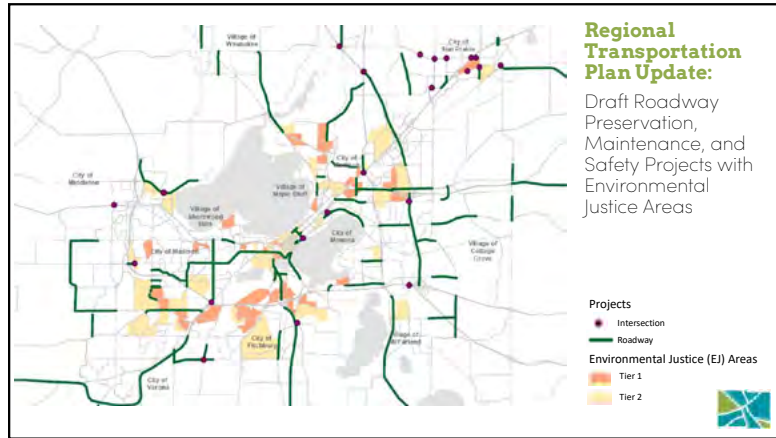 Regional
Transportation
Plan Update:
Draft Roadway
Preservation,
Maintenance, and
Safety Projects with
Environmental
Justice Areas
Village of
City of
Sun Prairie
City of
City of
Middleton
Village of
Maple Bluff
Village of
Shorewood
Hills
City of Madison
City of
Monona
Village of
Cottage
Grove
City of
Fitchburg
Village of
McFarland
City of
Verona
Projects
Intersection
Roadway
Environmental Justice (EJ) Areas
Tier 1
Tier 2